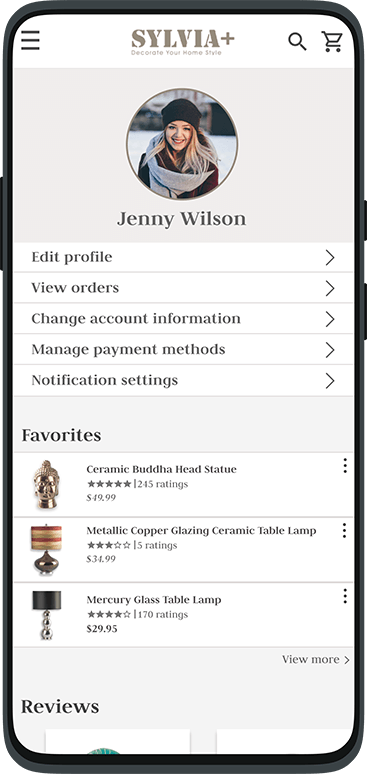 SYLVIA+
Decorate Your Home Style
Jenny Wilson
Edit profile
View orders
Change account information
Manage payment methods
Notification settings
Favorites
Ceramic Buddha Head Statue
★★★★★ | 245 ratings
$49.99
Metallic Copper Glazing Ceramic Table Lamp
★★★☆☆ | 5 ratings
$34.99
Mercury Glass Table Lamp
★★★★☆ | 170 ratings
$29.95
View more >
Reviews